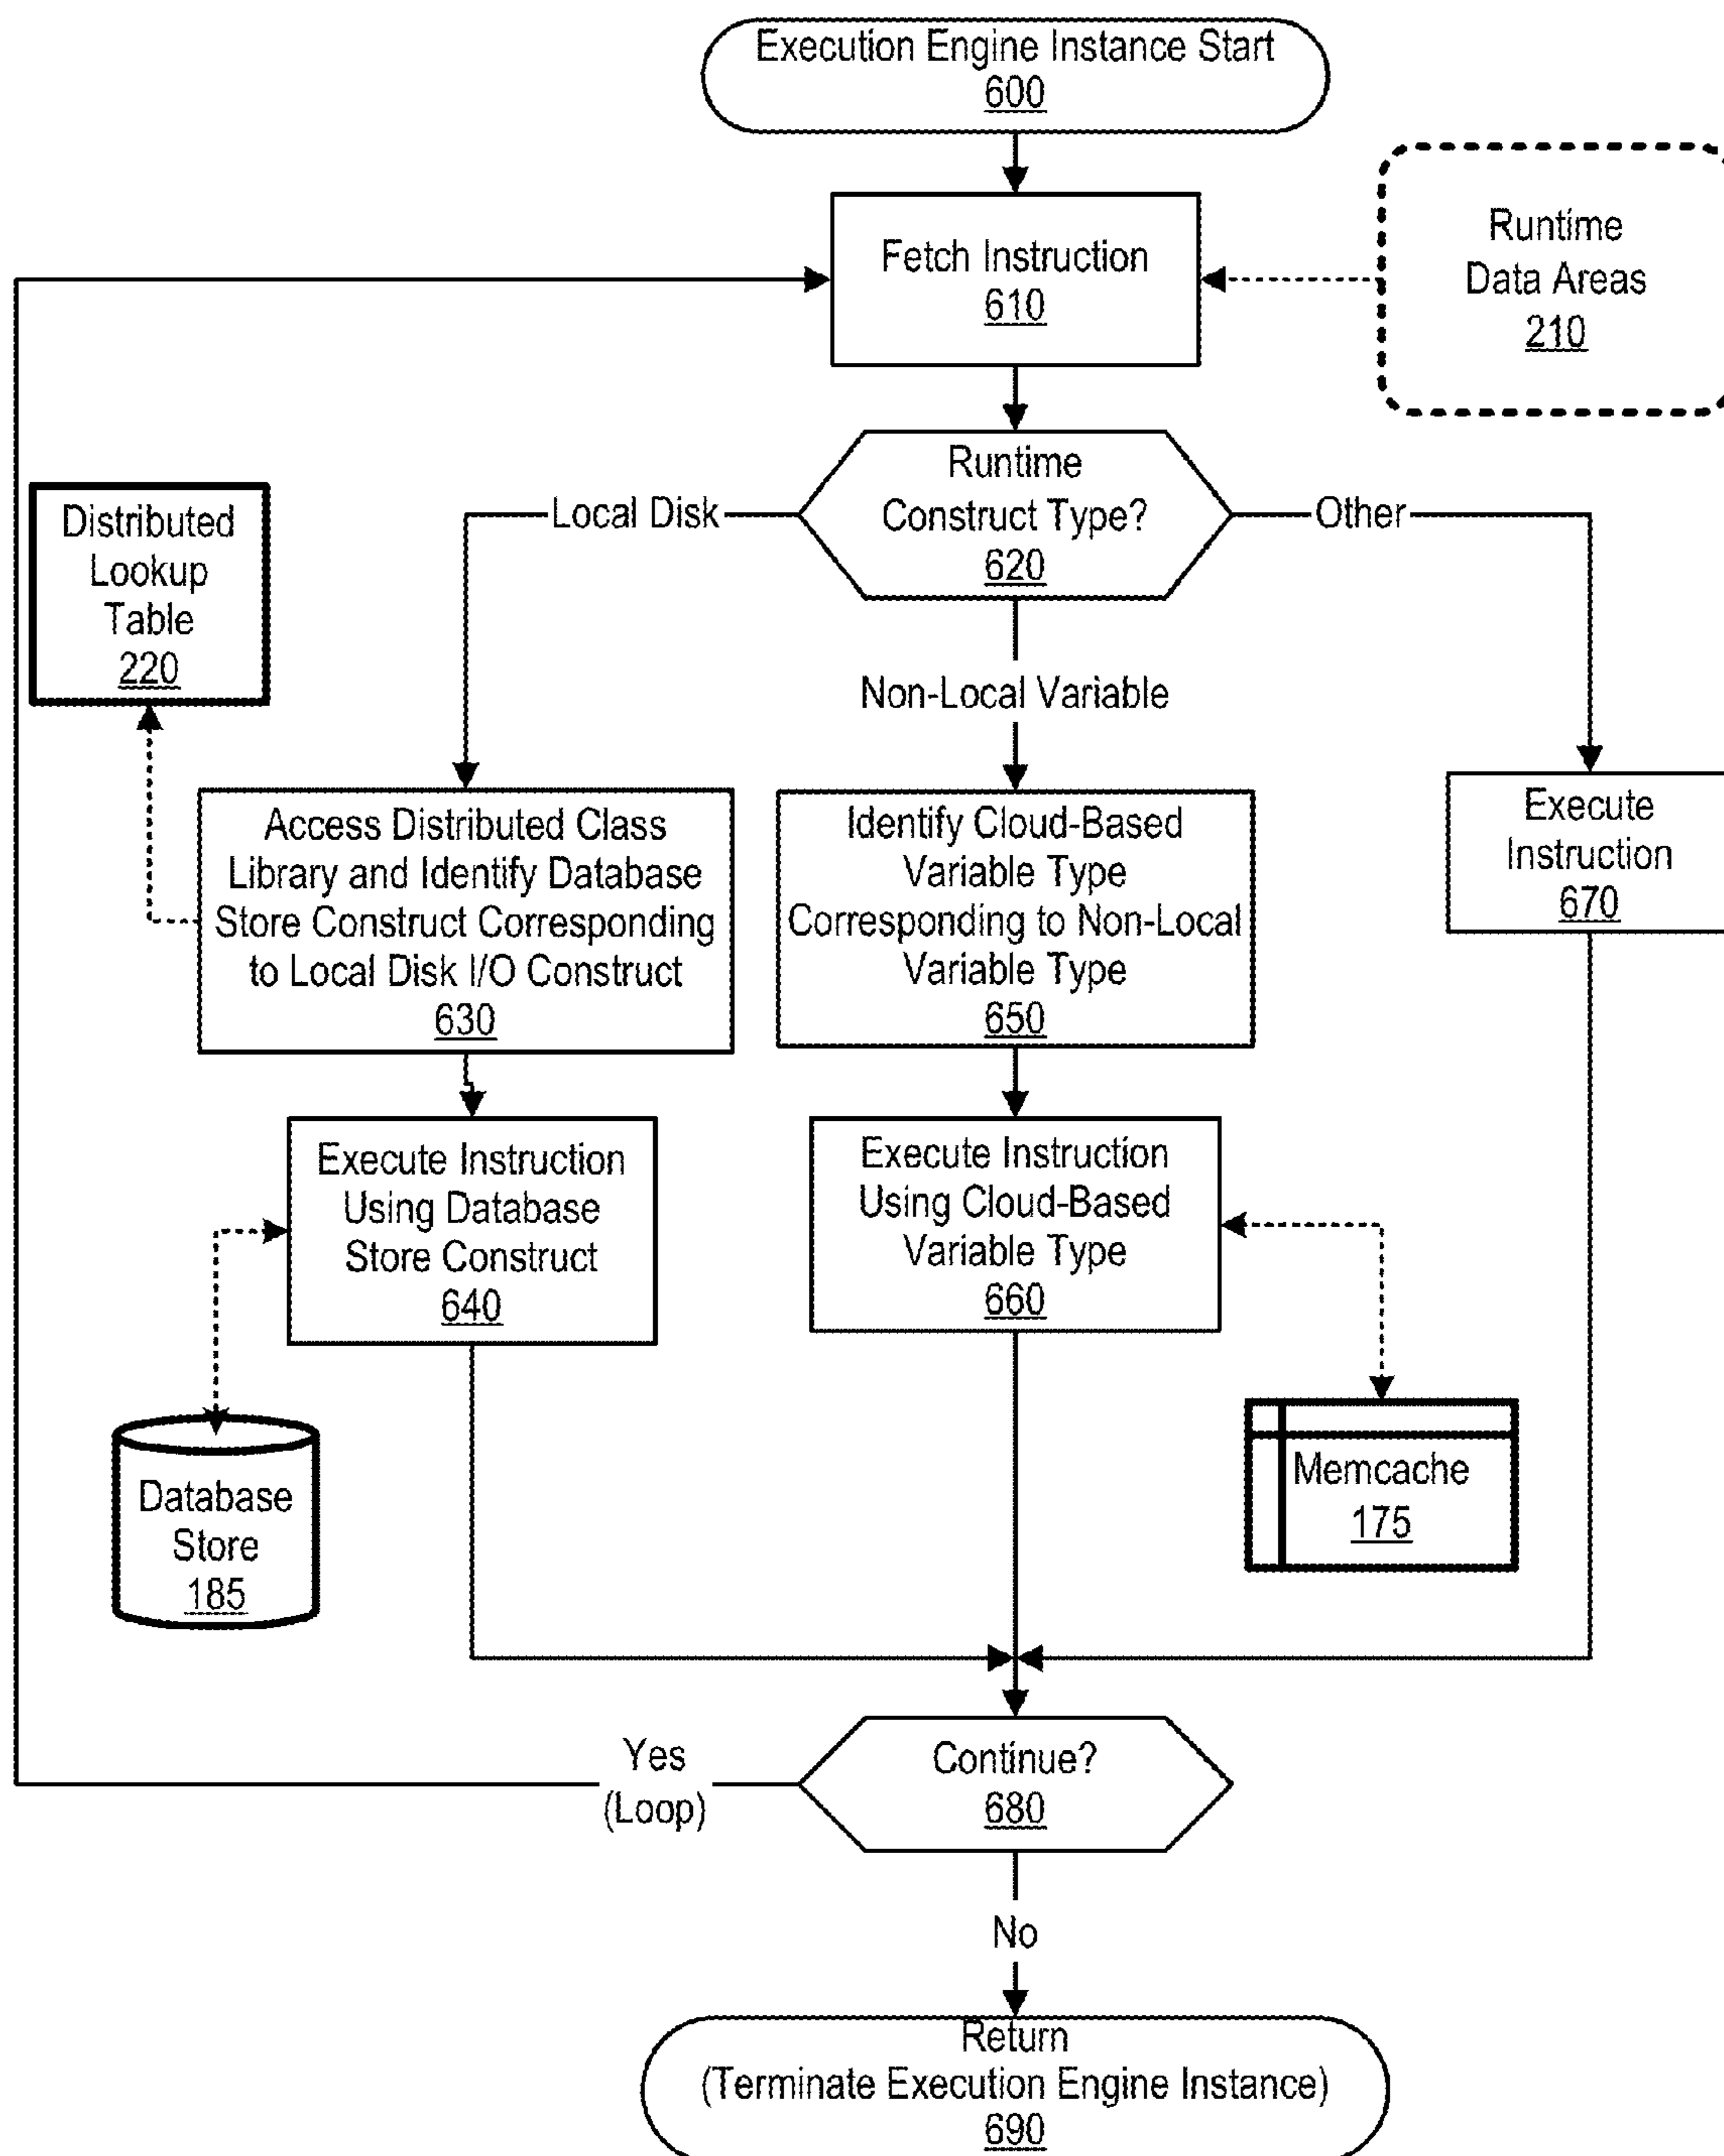 Execution Engine Instance Start
600
Fetch Instruction
610
Runtime
Data Areas
210
Runtime
Construct Type?
620
Local Disk
Other
Distributed
Lookup
Table
220
Non-Local Variable
Access Distributed Class
Library and Identify Database
Store Construct Corresponding
to Local Disk I/O Construct
630
Identify Cloud-Based
Variable Type
Corresponding to Non-Local
Variable Type
650
Execute
Instruction
670
Execute Instruction
Using Database
Store Construct
640
Execute Instruction
Using Cloud-Based
Variable Type
660
Database
Store
185
Memcache
175
Yes
(Loop)
Continue?
680
No
Return
(Terminate Execution Engine Instance)
690